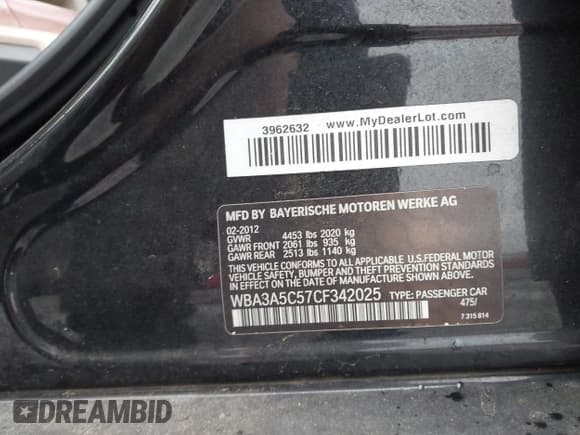 3962632 www.MyDealerLot.com
MFD BY BAYERISCHE MOTOREN WERKE AG
02-2012
GVWR 4453 lbs 2020 kg
GAWR FRONT 2061 lbs 935 kg
GAWR REAR 2513 lbs 1140 kg
THIS VEHICLE CONFORMS TO ALL APPLICABLE U.S.FEDERAL MOTOR
VEHICLE SAFETY, BUMPER AND THEFT PREVENTION STANDARDS
IN EFFECT ON THE DATE OF MANUFACTURE SHOWN ABOVE.
WBA3A5C57CF342025 TYPE: PASSENGER CAR
475/
7 315 814
DREAMBID